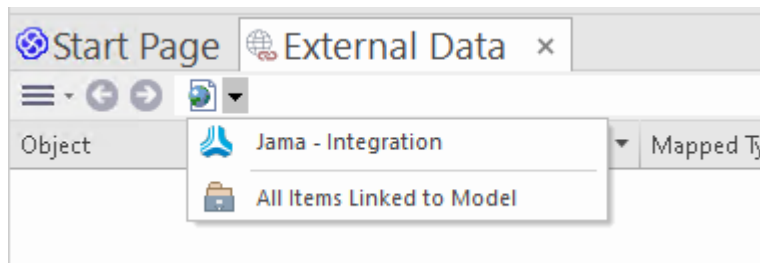 Start Page External Data ×
Object Mapped Ty
Jama - Integration
All Items Linked to Model